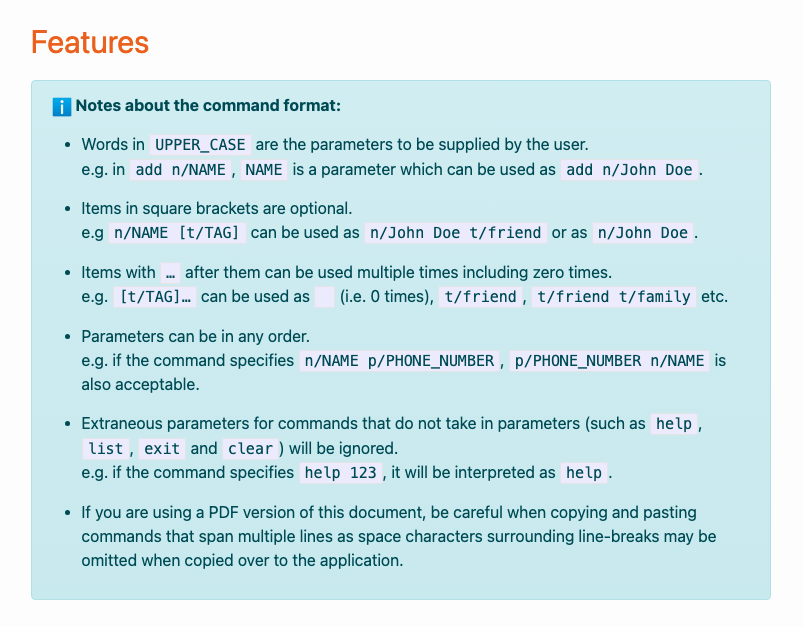 Features
ℹ️ Notes about the command format:
• Words in UPPER_CASE are the parameters to be supplied by the user.
e.g. in add n/NAME, NAME is a parameter which can be used as add n/John Doe.
• Items in square brackets are optional.
e.g n/NAME [t/TAG] can be used as n/John Doe t/friend or as n/John Doe.
• Items with … after them can be used multiple times including zero times.
e.g. [t/TAG]… can be used as   (i.e. 0 times), t/friend, t/friend t/family etc.
• Parameters can be in any order.
e.g. if the command specifies n/NAME p/PHONE_NUMBER, p/PHONE_NUMBER n/NAME is
also acceptable.
• Extraneous parameters for commands that do not take in parameters (such as help,
list, exit and clear) will be ignored.
e.g. if the command specifies help 123, it will be interpreted as help.
• If you are using a PDF version of this document, be careful when copying and pasting
commands that span multiple lines as space characters surrounding line-breaks may be
omitted when copied over to the application.